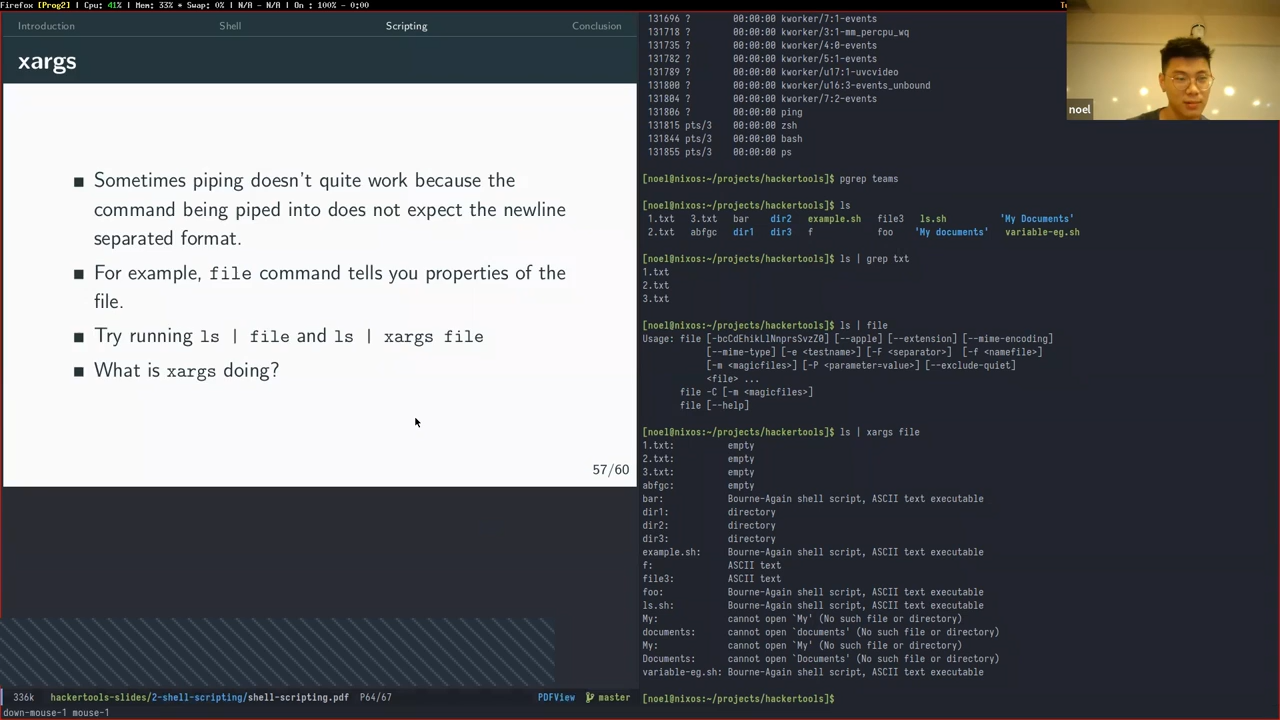 Firefox [Prog2] | Cpu: 41% | Mem: 33% * Swap: 0% | N/A - N/A | On : 100% - 0:00
Introduction Shell Scripting Conclusion
xargs
■ Sometimes piping doesn't quite work because the
command being piped into does not expect the newline
separated format.
■ For example, file command tells you properties of the
file.
■ Try running ls | file and ls | xargs file
■ What is xargs doing?
57/60
336k hackertools-slides/2-shell-scripting/shell-scripting.pdf P64/67 PDFView master
down-mouse-1 mouse-1
131696 ? 00:00:00 kworker/7:1-events
131718 ? 00:00:00 kworker/3:1-mm_percpu_wq
131735 ? 00:00:00 kworker/4:0-events
131782 ? 00:00:00 kworker/5:1-events
131789 ? 00:00:00 kworker/u17:1-uvcvideo
131800 ? 00:00:00 kworker/u16:3-events_unbound
131804 ? 00:00:00 kworker/7:2-events
131806 ? 00:00:00 ping
131815 pts/3 00:00:00 zsh
131844 pts/3 00:00:00 bash
131855 pts/3 00:00:00 ps
[noel@nixos:~/projects/hackertools]$ pgrep teams
[noel@nixos:~/projects/hackertools]$ ls
1.txt 3.txt bar dir2 example.sh file3 ls.sh 'My Documents'
2.txt abfgc dir1 dir3 f foo 'My documents' variable-eg.sh
[noel@nixos:~/projects/hackertools]$ ls | grep txt
1.txt
2.txt
3.txt
[noel@nixos:~/projects/hackertools]$ ls | file
Usage: file [-bcCdEhikLlNnprsSvzZ0] [--apple] [--extension] [--mime-encoding]
[--mime-type] [-e <testname>] [-F <separator>] [-f <namefile>]
[-m <magicfiles>] [-P <parameter=value>] [--exclude-quiet]
<file> ...
file -C [-m <magicfiles>]
file [--help]
[noel@nixos:~/projects/hackertools]$ ls | xargs file
1.txt: empty
2.txt: empty
3.txt: empty
abfgc: empty
bar: Bourne-Again shell script, ASCII text executable
dir1: directory
dir2: directory
dir3: directory
example.sh: Bourne-Again shell script, ASCII text executable
f: ASCII text
file3: ASCII text
foo: Bourne-Again shell script, ASCII text executable
ls.sh: Bourne-Again shell script, ASCII text executable
My: cannot open `My' (No such file or directory)
documents: cannot open `documents' (No such file or directory)
My: cannot open `My' (No such file or directory)
Documents: cannot open `Documents' (No such file or directory)
variable-eg.sh: Bourne-Again shell script, ASCII text executable
[noel@nixos:~/projects/hackertools]$
noel